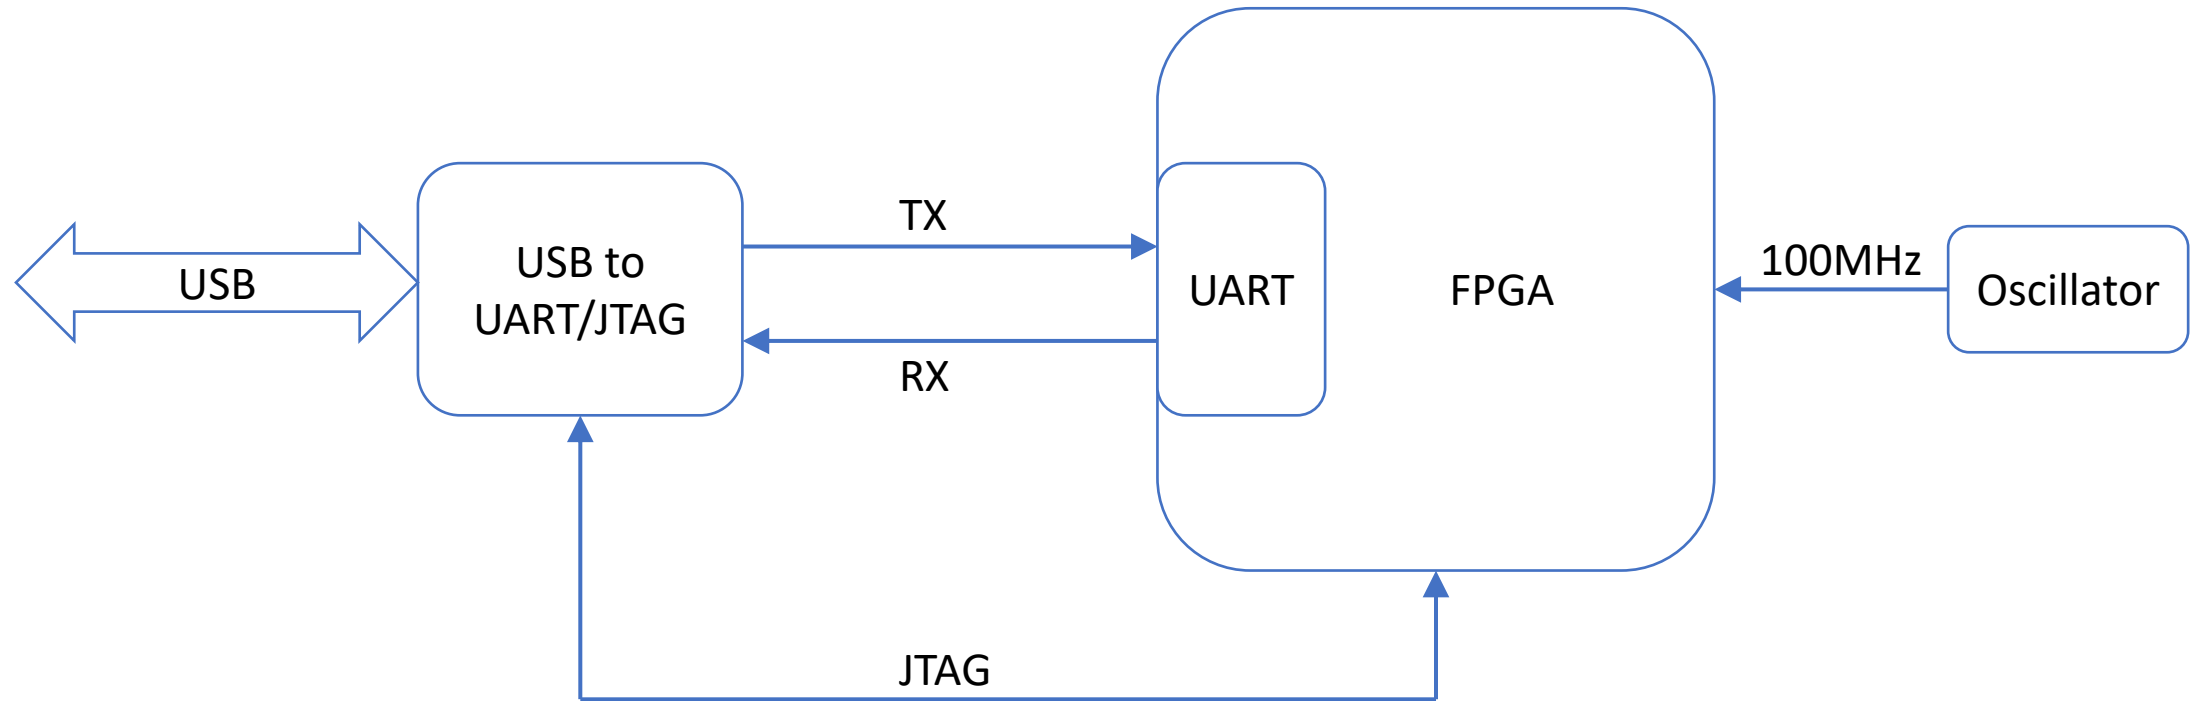 USB
USB to
UART/JTAG
TX
RX
UART
FPGA
100MHz
Oscillator
JTAG